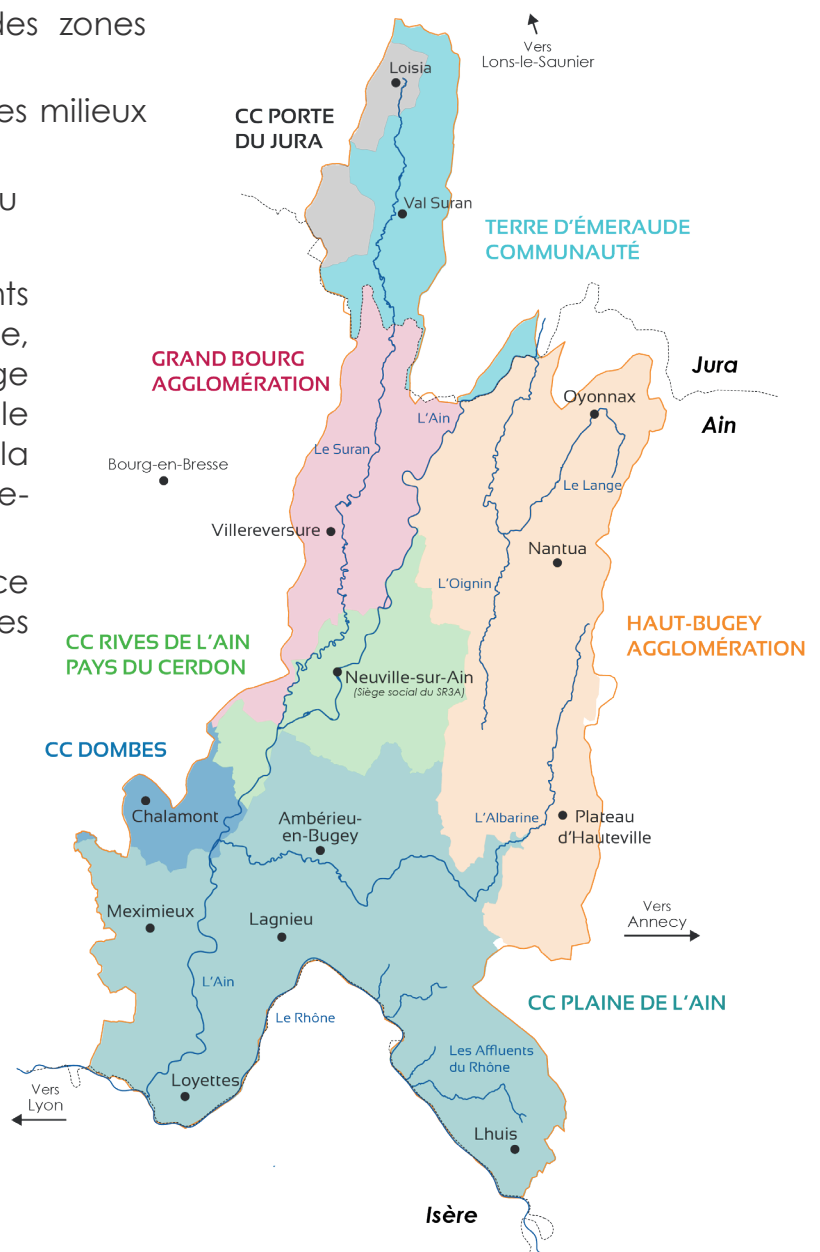 des zones
es milieux
u
nts
e,
ge
le
la
e-
ce
es
Vers
Lons-le-Saunier
Loisia
CC PORTE
DU JURA
Val Suran
TERRE D'ÉMERAUDE
COMMUNAUTÉ
GRAND BOURG
AGGLOMÉRATION
Jura
Ain
Oyonnax
L'Ain
Le Suran
Bourg-en-Bresse
Le Lange
Villereversure
Nantua
L'Oignin
HAUT-BUGEY
AGGLOMÉRATION
CC RIVES DE L'AIN
PAYS DU CERDON
Neuville-sur-Ain
(Siège social du SR3A)
CC DOMBES
Chalamont
Ambérieu-
en-Bugey
L'Albarine
Plateau
d'Hauteville
Meximieux
Lagnieu
Vers
Annecy
L'Ain
Le Rhône
CC PLAINE DE L'AIN
Les Affluents
du Rhône
Loyettes
Vers
Lyon
Lhuis
Isère